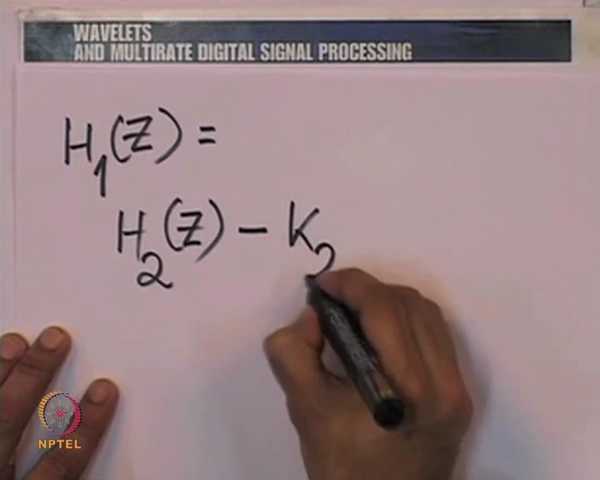 WAVELETS
AND MULTIRATE DIGITAL SIGNAL PROCESSING
H₁(Z) =
H₂(Z) - K₂
NPTEL